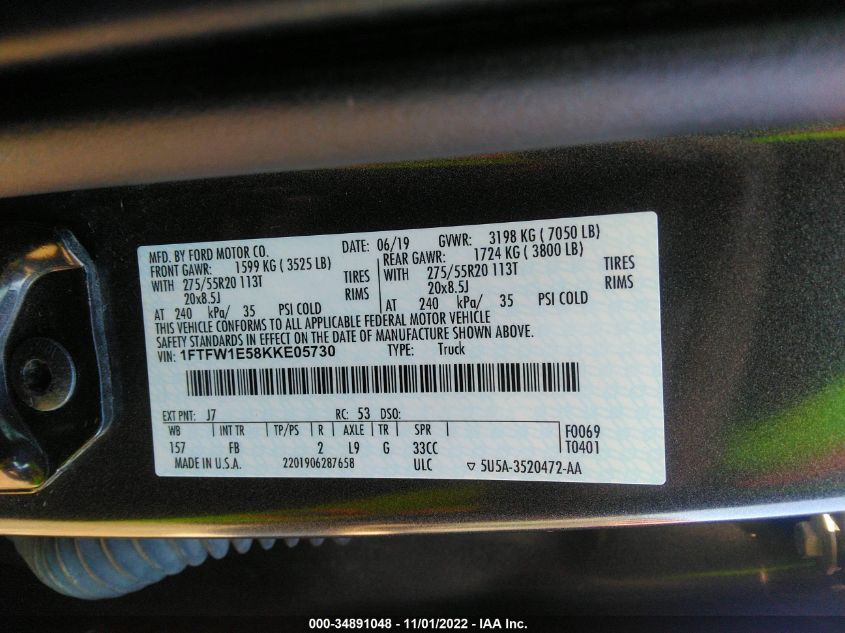 MFD. BY FORD MOTOR CO. DATE: 06/19 GVWR: 3198 KG ( 7050 LB)
FRONT GAWR: 1599 KG ( 3525 LB) REAR GAWR: 1724 KG ( 3800 LB)
WITH 275/55R20 113T TIRES WITH 275/55R20 113T TIRES
20x8.5J RIMS 20x8.5J RIMS
AT 240 kPa/ 35 PSI COLD AT 240 kPa/ 35 PSI COLD
THIS VEHICLE CONFORMS TO ALL APPLICABLE FEDERAL MOTOR VEHICLE
SAFETY STANDARDS IN EFFECT ON THE DATE OF MANUFACTURE SHOWN ABOVE.
VIN: 1FTFW1E58KKE05730 TYPE: Truck
EXT PNT: J7 RC: 53 DSO:
WB INT TR TP/PS R AXLE TR SPR F0069
157 FB 2 L9 G 33CC T0401
MADE IN U.S.A. 2201906287658 ULC ▽ 5U5A-3520472-AA
000-34891048 - 11/01/2022 - IAA Inc.